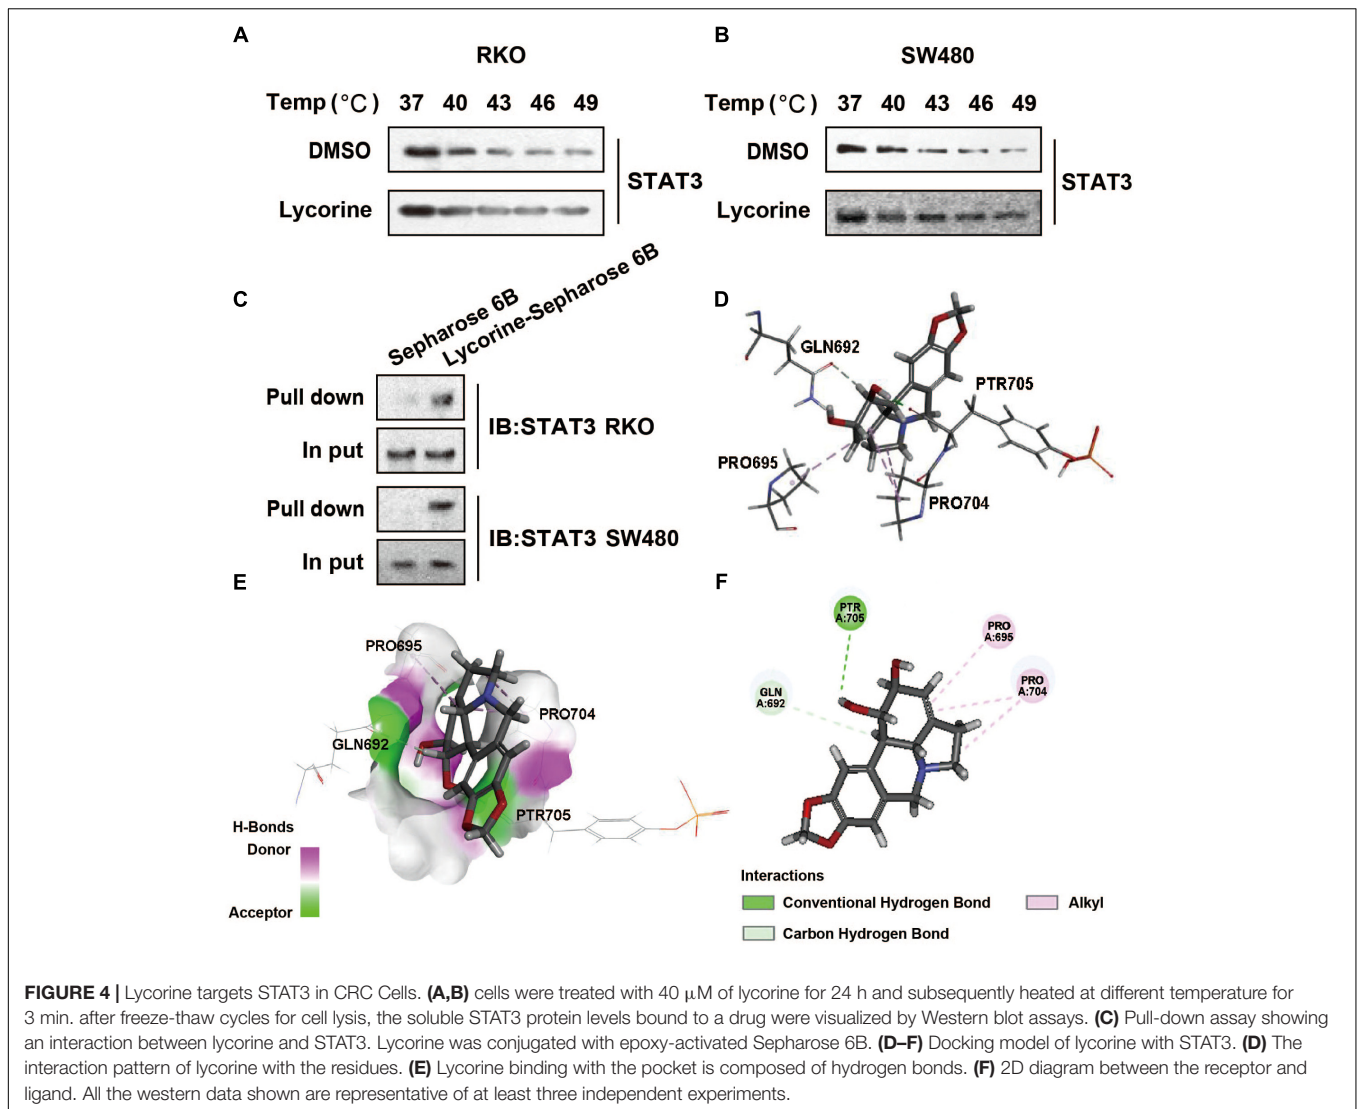 A
RKO
Temp (°C) 37 40 43 46 49
DMSO
Lycorine
STAT3
B
SW480
Temp (°C) 37 40 43 46 49
DMSO
Lycorine
STAT3
C
Sepharose 6B
Lycorine-Sepharose 6B
Pull down
In put
IB:STAT3 RKO
Pull down
In put
IB:STAT3 SW480
D
GLN692
PTR705
PRO695
PRO704
E
PRO695
PRO704
GLN692
PTR705
H-Bonds
Donor
Acceptor
F
PTR
A:705
PRO
A:695
GLN
A:692
PRO
A:704
Interactions
Conventional Hydrogen Bond
Alkyl
Carbon Hydrogen Bond
FIGURE 4 | Lycorine targets STAT3 in CRC Cells. (A,B) cells were treated with 40 μM of lycorine for 24 h and subsequently heated at different temperature for
3 min. after freeze-thaw cycles for cell lysis, the soluble STAT3 protein levels bound to a drug were visualized by Western blot assays. (C) Pull-down assay showing
an interaction between lycorine and STAT3. Lycorine was conjugated with epoxy-activated Sepharose 6B. (D–F) Docking model of lycorine with STAT3. (D) The
interaction pattern of lycorine with the residues. (E) Lycorine binding with the pocket is composed of hydrogen bonds. (F) 2D diagram between the receptor and
ligand. All the western data shown are representative of at least three independent experiments.